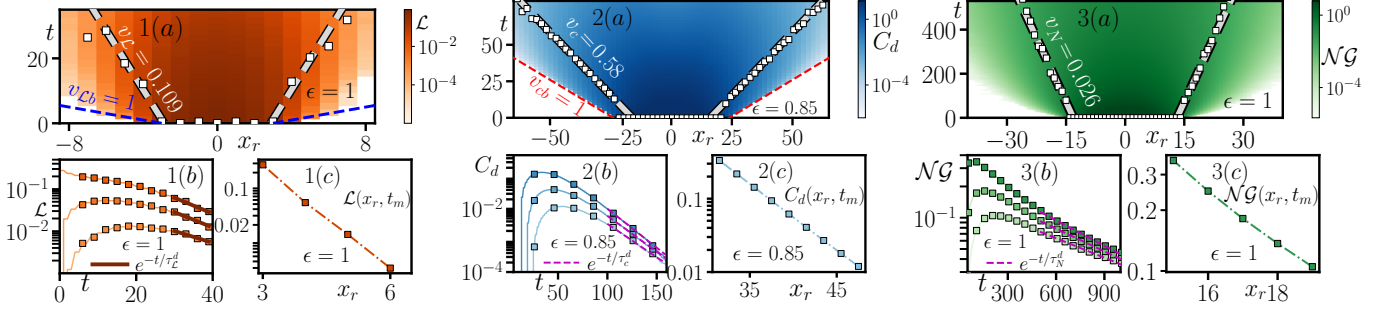 1(a)
t
20
0
v_ℒ = 0.109
v_ℒb = 1
ϵ = 1
−8
0
8
x_r
ℒ
10^−2
10^−4
2(a)
t
75
50
25
0
v_c = 0.58
v_cb = 1
ϵ = 0.85
−50
−25
0
25
50
x_r
10^0
C_d
10^−4
3(a)
t
400
200
0
v_N = 0.026
ϵ = 1
−40
−15
0
15
40
x_r
10^0
𝒩𝒢
10^−4
1(b)
ℒ
10^−1
10^−2
ϵ = 1
e^−t/τ_ℒ^d
0
t
20
40
1(c)
0.1
0.01
ℒ(x_r, t_m)
ϵ = 1
3
x_r
6
2(b)
C_d
10^−2
10^−4
ϵ = 0.85
e^−t/τ_c^d
t
50
100
150
2(c)
0.10
0.01
C_d(x_r, t_m)
ϵ = 0.85
35
x_r
45
3(b)
𝒩𝒢
10^−1
ϵ = 1
e^−t/τ_N^d
t
300
600
900
3(c)
0.3
0.2
0.1
𝒩𝒢(x_r, t_m)
ϵ = 1
16
x_r
18